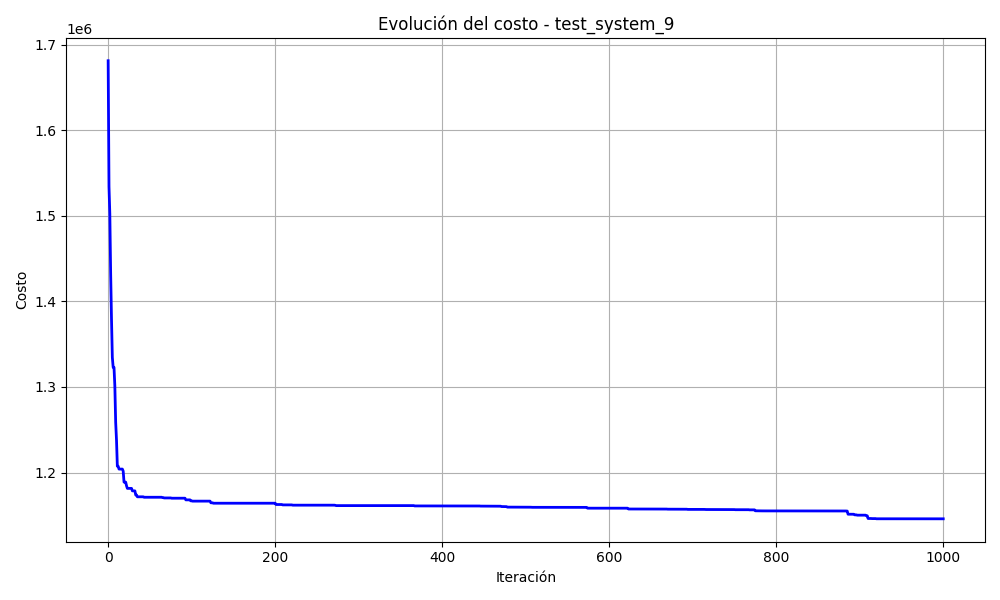 Evolución del costo - test_system_9
1e6
1.7
1.6
1.5
1.4
1.3
1.2
Costo
0 200 400 600 800 1000
Iteración